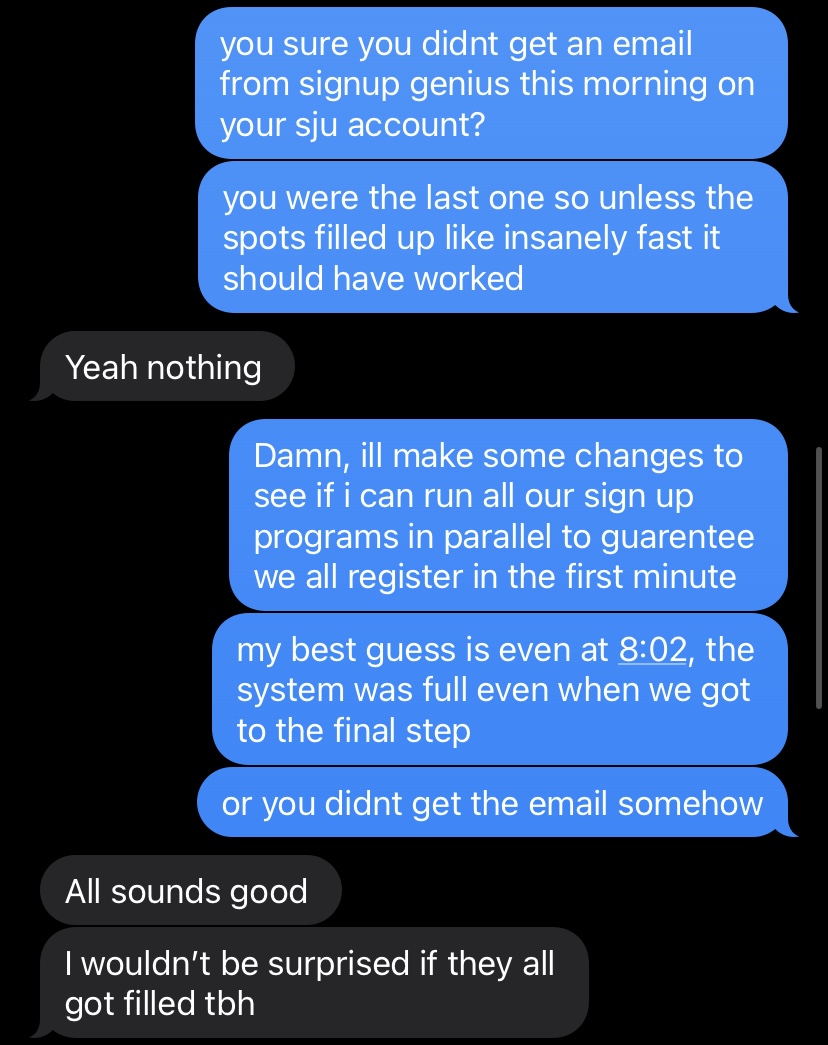 you sure you didnt get an email
from signup genius this morning on
your sju account?
you were the last one so unless the
spots filled up like insanely fast it
should have worked
Yeah nothing
Damn, ill make some changes to
see if i can run all our sign up
programs in parallel to guarentee
we all register in the first minute
my best guess is even at 8:02, the
system was full even when we got
to the final step
or you didnt get the email somehow
All sounds good
I wouldn’t be surprised if they all
got filled tbh